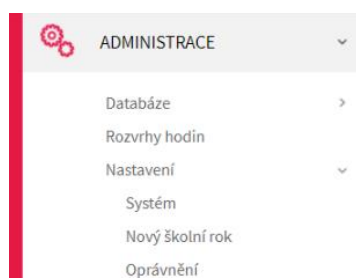 ADMINISTRACE
Databáze
Rozvrhy hodin
Nastavení
Systém
Nový školní rok
Oprávnění